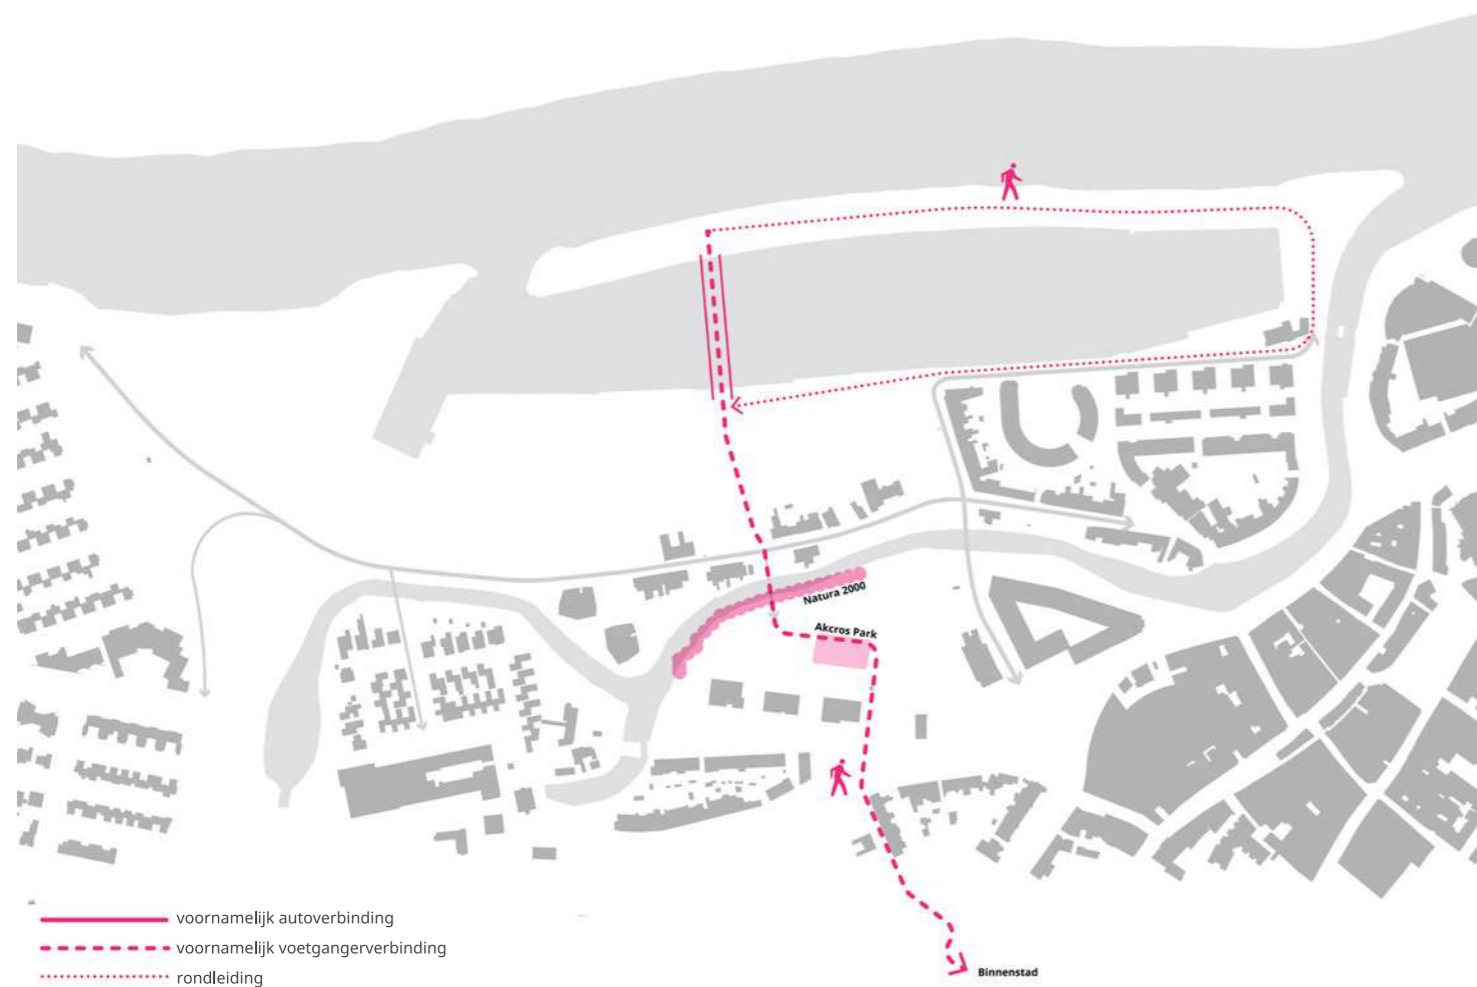 Natura 2000
Akcros Park
voornamelijk autoverbinding
voornamelijk voetgangerverbinding
rondleiding
Binnenstad